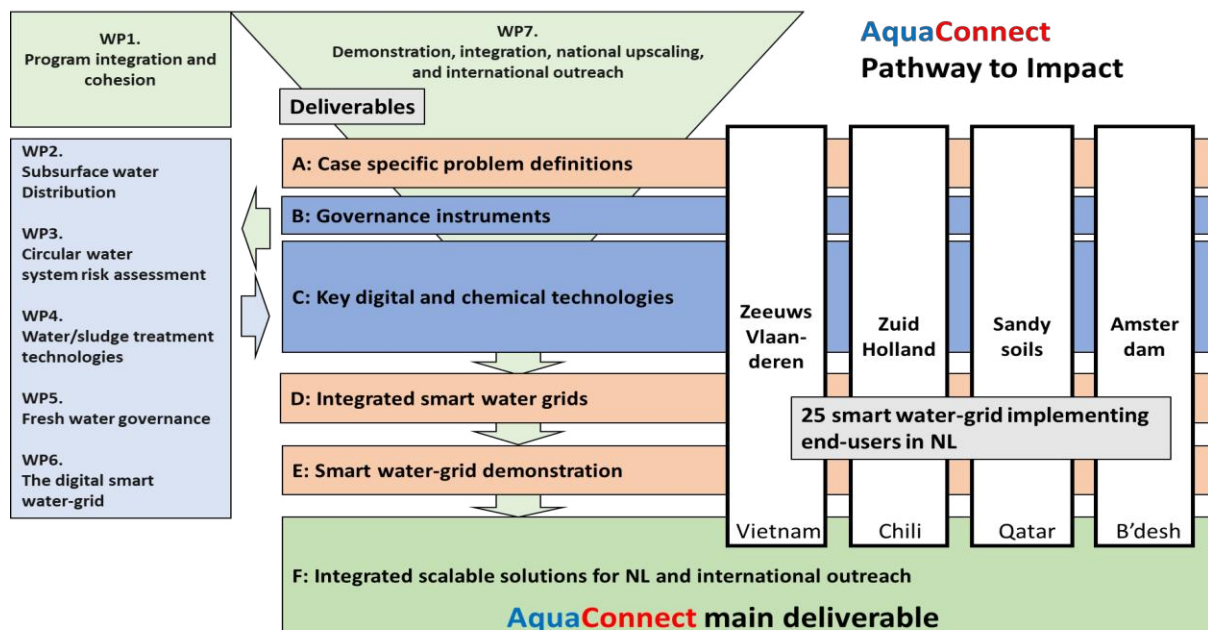 WP1.
Program integration and
cohesion
WP7.
Demonstration, integration, national upscaling,
and international outreach
AquaConnect
Pathway to Impact
Deliverables
WP2.
Subsurface water
Distribution
WP3.
Circular water
system risk assessment
WP4.
Water/sludge treatment
technologies
WP5.
Fresh water governance
WP6.
The digital smart
water-grid
A: Case specific problem definitions
B: Governance instruments
C: Key digital and chemical technologies
D: Integrated smart water grids
E: Smart water-grid demonstration
Zeeuws
Vlaan-
deren
Zuid
Holland
Sandy
soils
Amster
dam
25 smart water-grid implementing
end-users in NL
Vietnam
Chili
Qatar
B'desh
F: Integrated scalable solutions for NL and international outreach
AquaConnect main deliverable